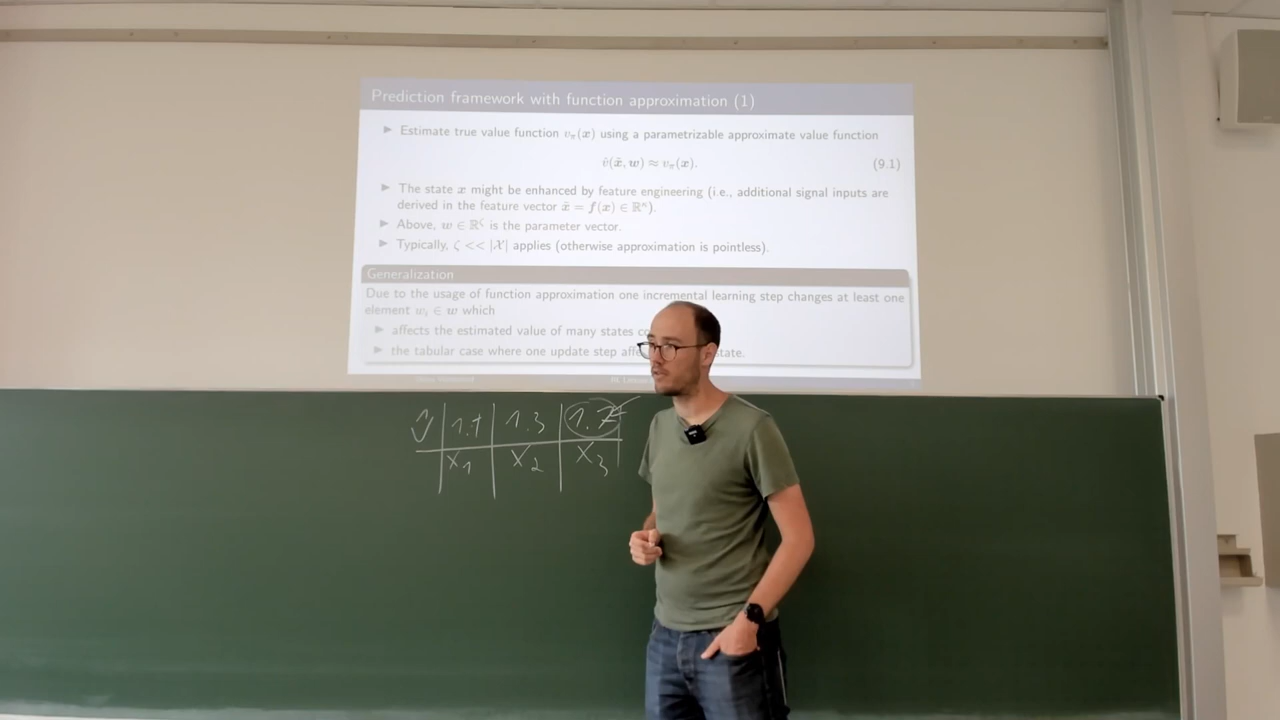 Prediction framework with function approximation (1)
▶ Estimate true value function vπ(x) using a parametrizable approximate value function
v̂(x̃, w) ≈ vπ(x). (9.1)
▶ The state x might be enhanced by feature engineering (i.e., additional signal inputs are
derived in the feature vector x̃ = f(x) ∈ ℝ^κ).
▶ Above, w ∈ ℝ^ζ is the parameter vector.
▶ Typically, ζ << |𝒳| applies (otherwise approximation is pointless).
Generalization
Due to the usage of function approximation one incremental learning step changes at least one
element wᵢ ∈ w which
▶ affects the estimated value of many states
▶ the tabular case where one update step state.
1.1 1.3
x₁ x₂ x₃